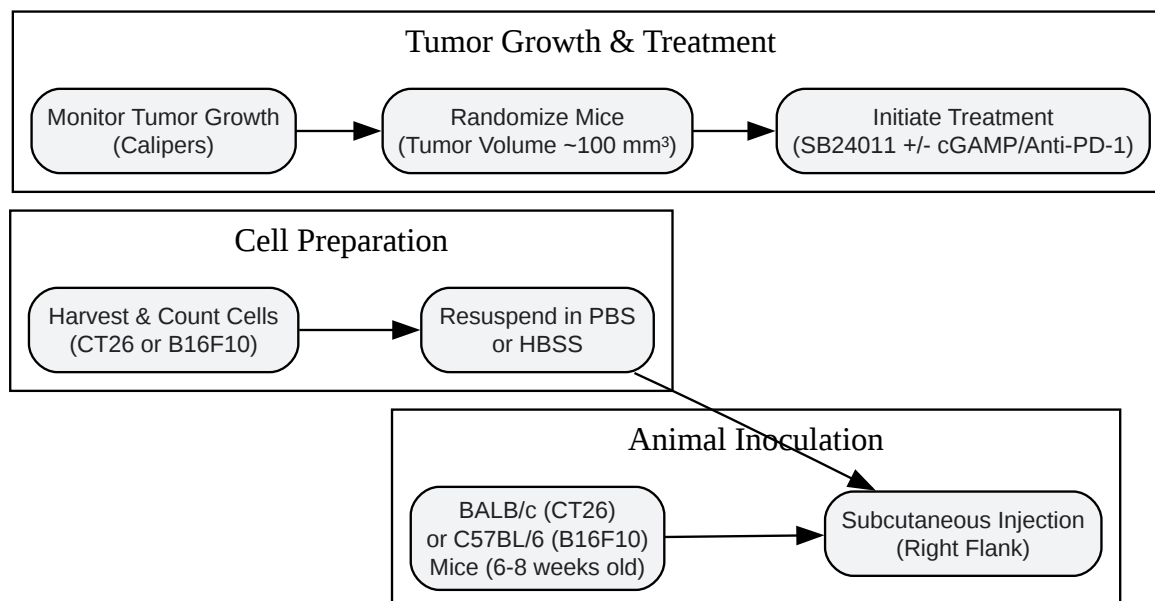 Tumor Growth & Treatment
Monitor Tumor Growth
(Calipers)
Randomize Mice
(Tumor Volume ~100 mm³)
Initiate Treatment
(SB24011 +/- cGAMP/Anti-PD-1)
Cell Preparation
Harvest & Count Cells
(CT26 or B16F10)
Resuspend in PBS
or HBSS
Animal Inoculation
BALB/c (CT26)
or C57BL/6 (B16F10)
Mice (6-8 weeks old)
Subcutaneous Injection
(Right Flank)